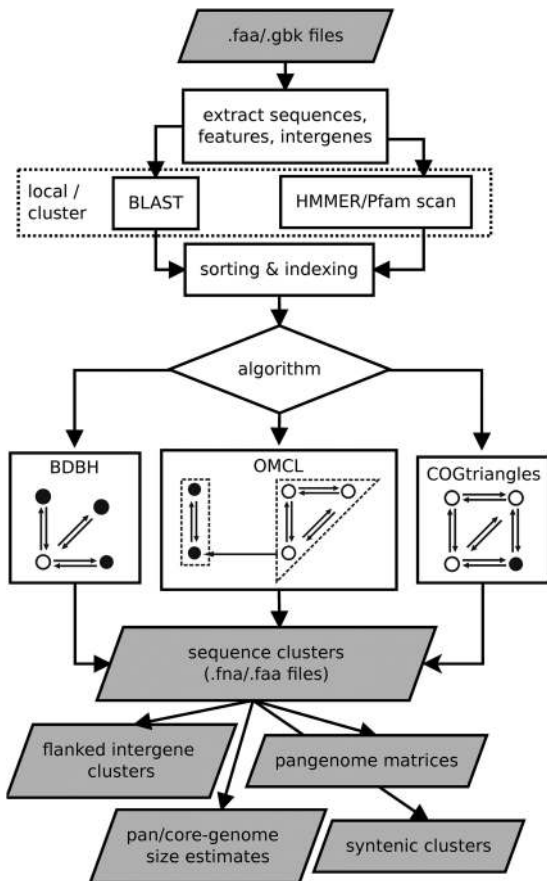 .faa/.gbk files
extract sequences,
features, intergenes
local /
cluster
BLAST
HMMER/Pfam scan
sorting & indexing
algorithm
BDBH
OMCL
COGtriangles
sequence clusters
(.fna/.faa files)
flanked intergene
clusters
pangenome matrices
pan/core-genome
size estimates
syntenic clusters